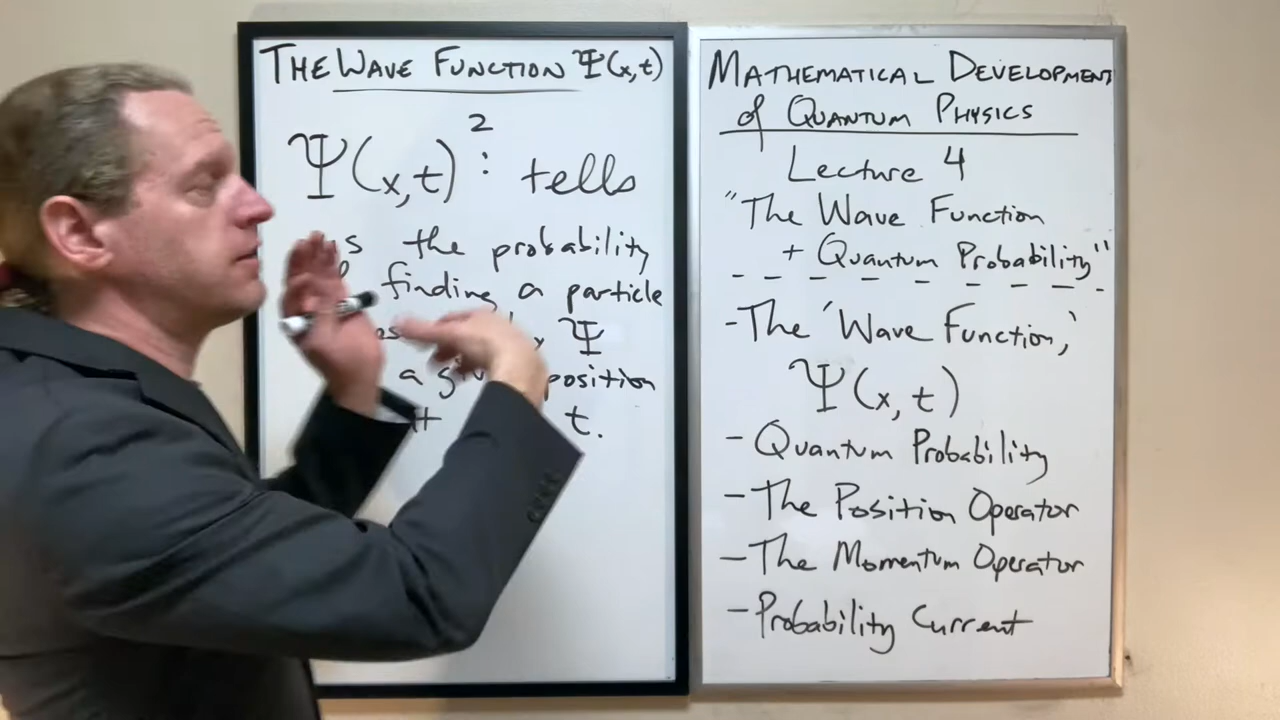 THE WAVE FUNCTION Ψ(x,t)
Ψ(x,t)²: tells
the probability
finding a particle
Ψ
a position
t.
MATHEMATICAL DEVELOPMENT
of QUANTUM PHYSICS
Lecture 4
"The Wave Function
+ Quantum Probability"
- The 'Wave Function,'
Ψ(x,t)
- Quantum Probability
- The Position Operator
- The Momentum Operator
- Probability Current